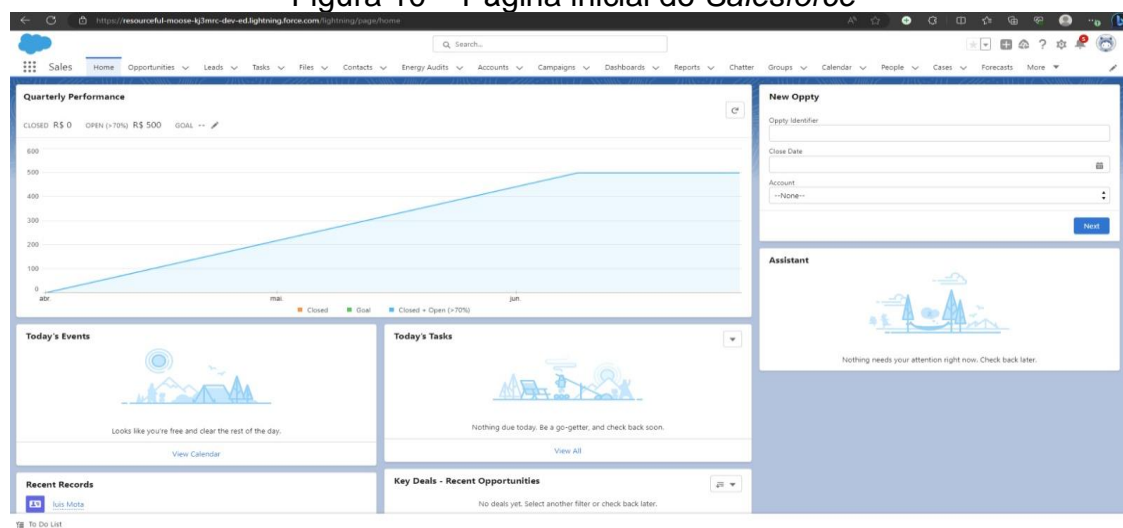 Figura 10 – Página inicial do Salesforce
https://resourceful-moose-kj3mrc-dev-ed.lightning.force.com/lightning/page/home
Search...
Sales Home Opportunities Leads Tasks Files Contacts Energy Audits Accounts Campaigns Dashboards Reports Chatter Groups Calendar People Cases Forecasts More
Quarterly Performance
CLOSED R$ 0 OPEN (>70%) R$ 500 GOAL --
600
500
400
300
200
100
0
abr. mai. jun.
Closed Goal Closed + Open (>70%)
New Oppty
Oppty Identifier
Close Date
Account
--None--
Next
Assistant
Nothing needs your attention right now. Check back later.
Today's Events
Looks like you're free and clear the rest of the day.
View Calendar
Today's Tasks
Nothing due today. Be a go-getter, and check back soon.
View All
Recent Records
luis Mota
Key Deals - Recent Opportunities
No deals yet. Select another filter or check back later.
To Do List